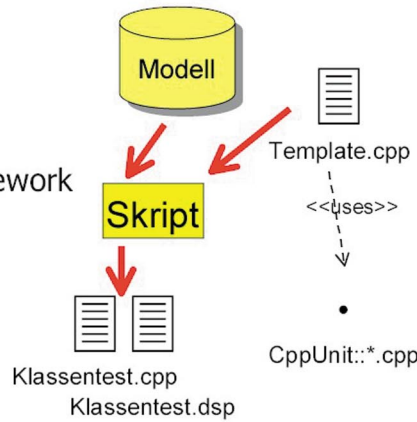 Modell
Template.cpp
ework
Skript
<<uses>>
CppUnit::*.cpp
Klassentest.cpp
Klassentest.dsp